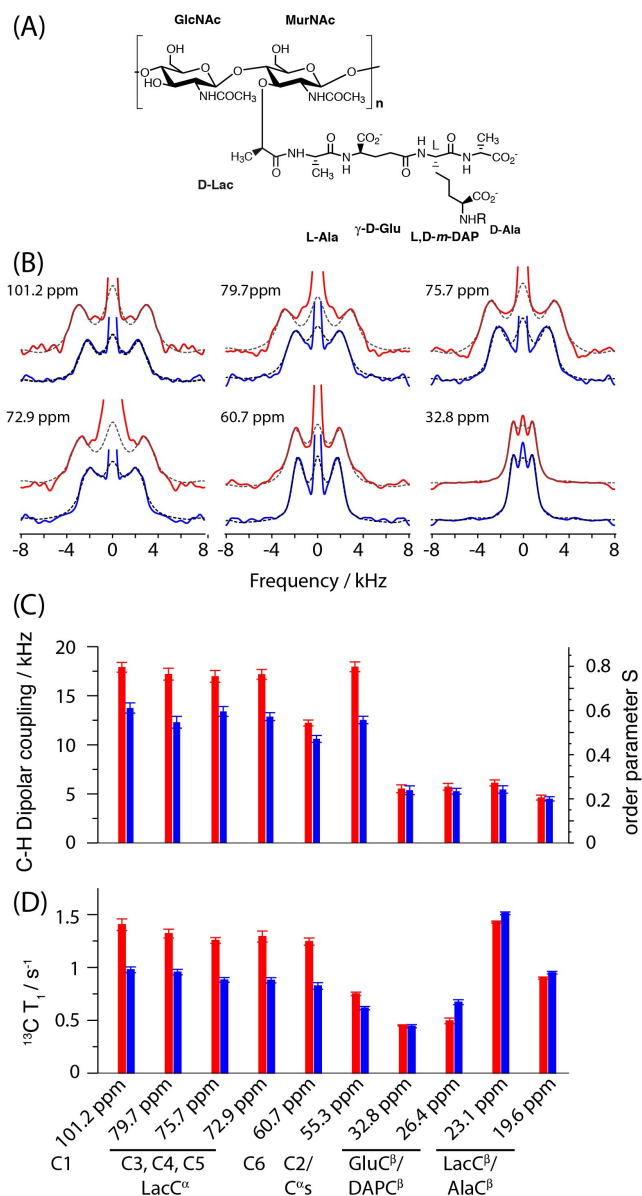 (A)
GlcNAc MurNAc
OH OH
O O O O O
HO HO O
NHCOCH3 NHCOCH3
n
O CO2- O H L CH3
H3C NH N N CO2-
O CH3 H O H
CO2-
D-Lac
NHR
L-Ala γ-D-Glu L,D-m-DAP D-Ala
(B)
101.2 ppm 79.7ppm 75.7 ppm
72.9 ppm 60.7 ppm 32.8 ppm
-8 -4 0 4 8 -8 -4 0 4 8 -8 -4 0 4 8
Frequency / kHz
(C)
C-H Dipolar coupling / kHz
20
15
10
5
0
0.8
0.6
0.4
0.2
0
order parameter S
(D)
13C T1 / s-1
1.5
1
0.5
0
101.2 ppm 79.7 ppm 75.7 ppm 72.9 ppm 60.7 ppm 55.3 ppm 32.8 ppm 26.4 ppm 23.1 ppm 19.6 ppm
C1 C3, C4, C5 C6 C2/ GluCβ/ LacCβ/
LacCα Cαs DAPCβ AlaCβ